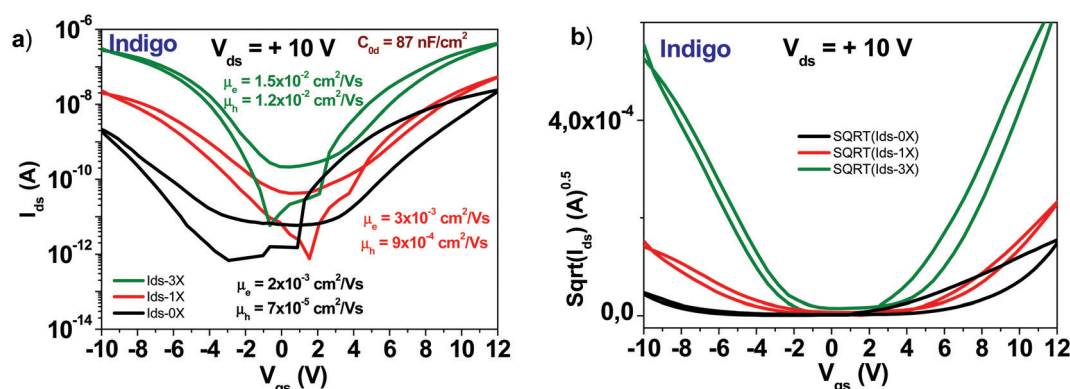 a)
Indigo
V_ds = + 10 V
C_0d = 87 nF/cm²
μ_e = 1.5x10⁻² cm²/Vs
μ_h = 1.2x10⁻² cm²/Vs
μ_e = 3x10⁻³ cm²/Vs
μ_h = 9x10⁻⁴ cm²/Vs
μ_e = 2x10⁻³ cm²/Vs
μ_h = 7x10⁻⁵ cm²/Vs
Ids-3X
Ids-1X
Ids-0X
10⁻⁶
10⁻⁸
10⁻¹⁰
10⁻¹²
10⁻¹⁴
I_ds (A)
-10 -8 -6 -4 -2 0 2 4 6 8 10 12
V_gs (V)
b)
Indigo
V_ds = + 10 V
SQRT(Ids-0X)
SQRT(Ids-1X)
SQRT(Ids-3X)
4,0x10⁻⁴
0,0
Sqrt(I_ds) (A)^0.5
-10 -8 -6 -4 -2 0 2 4 6 8 10 12
V_gs (V)